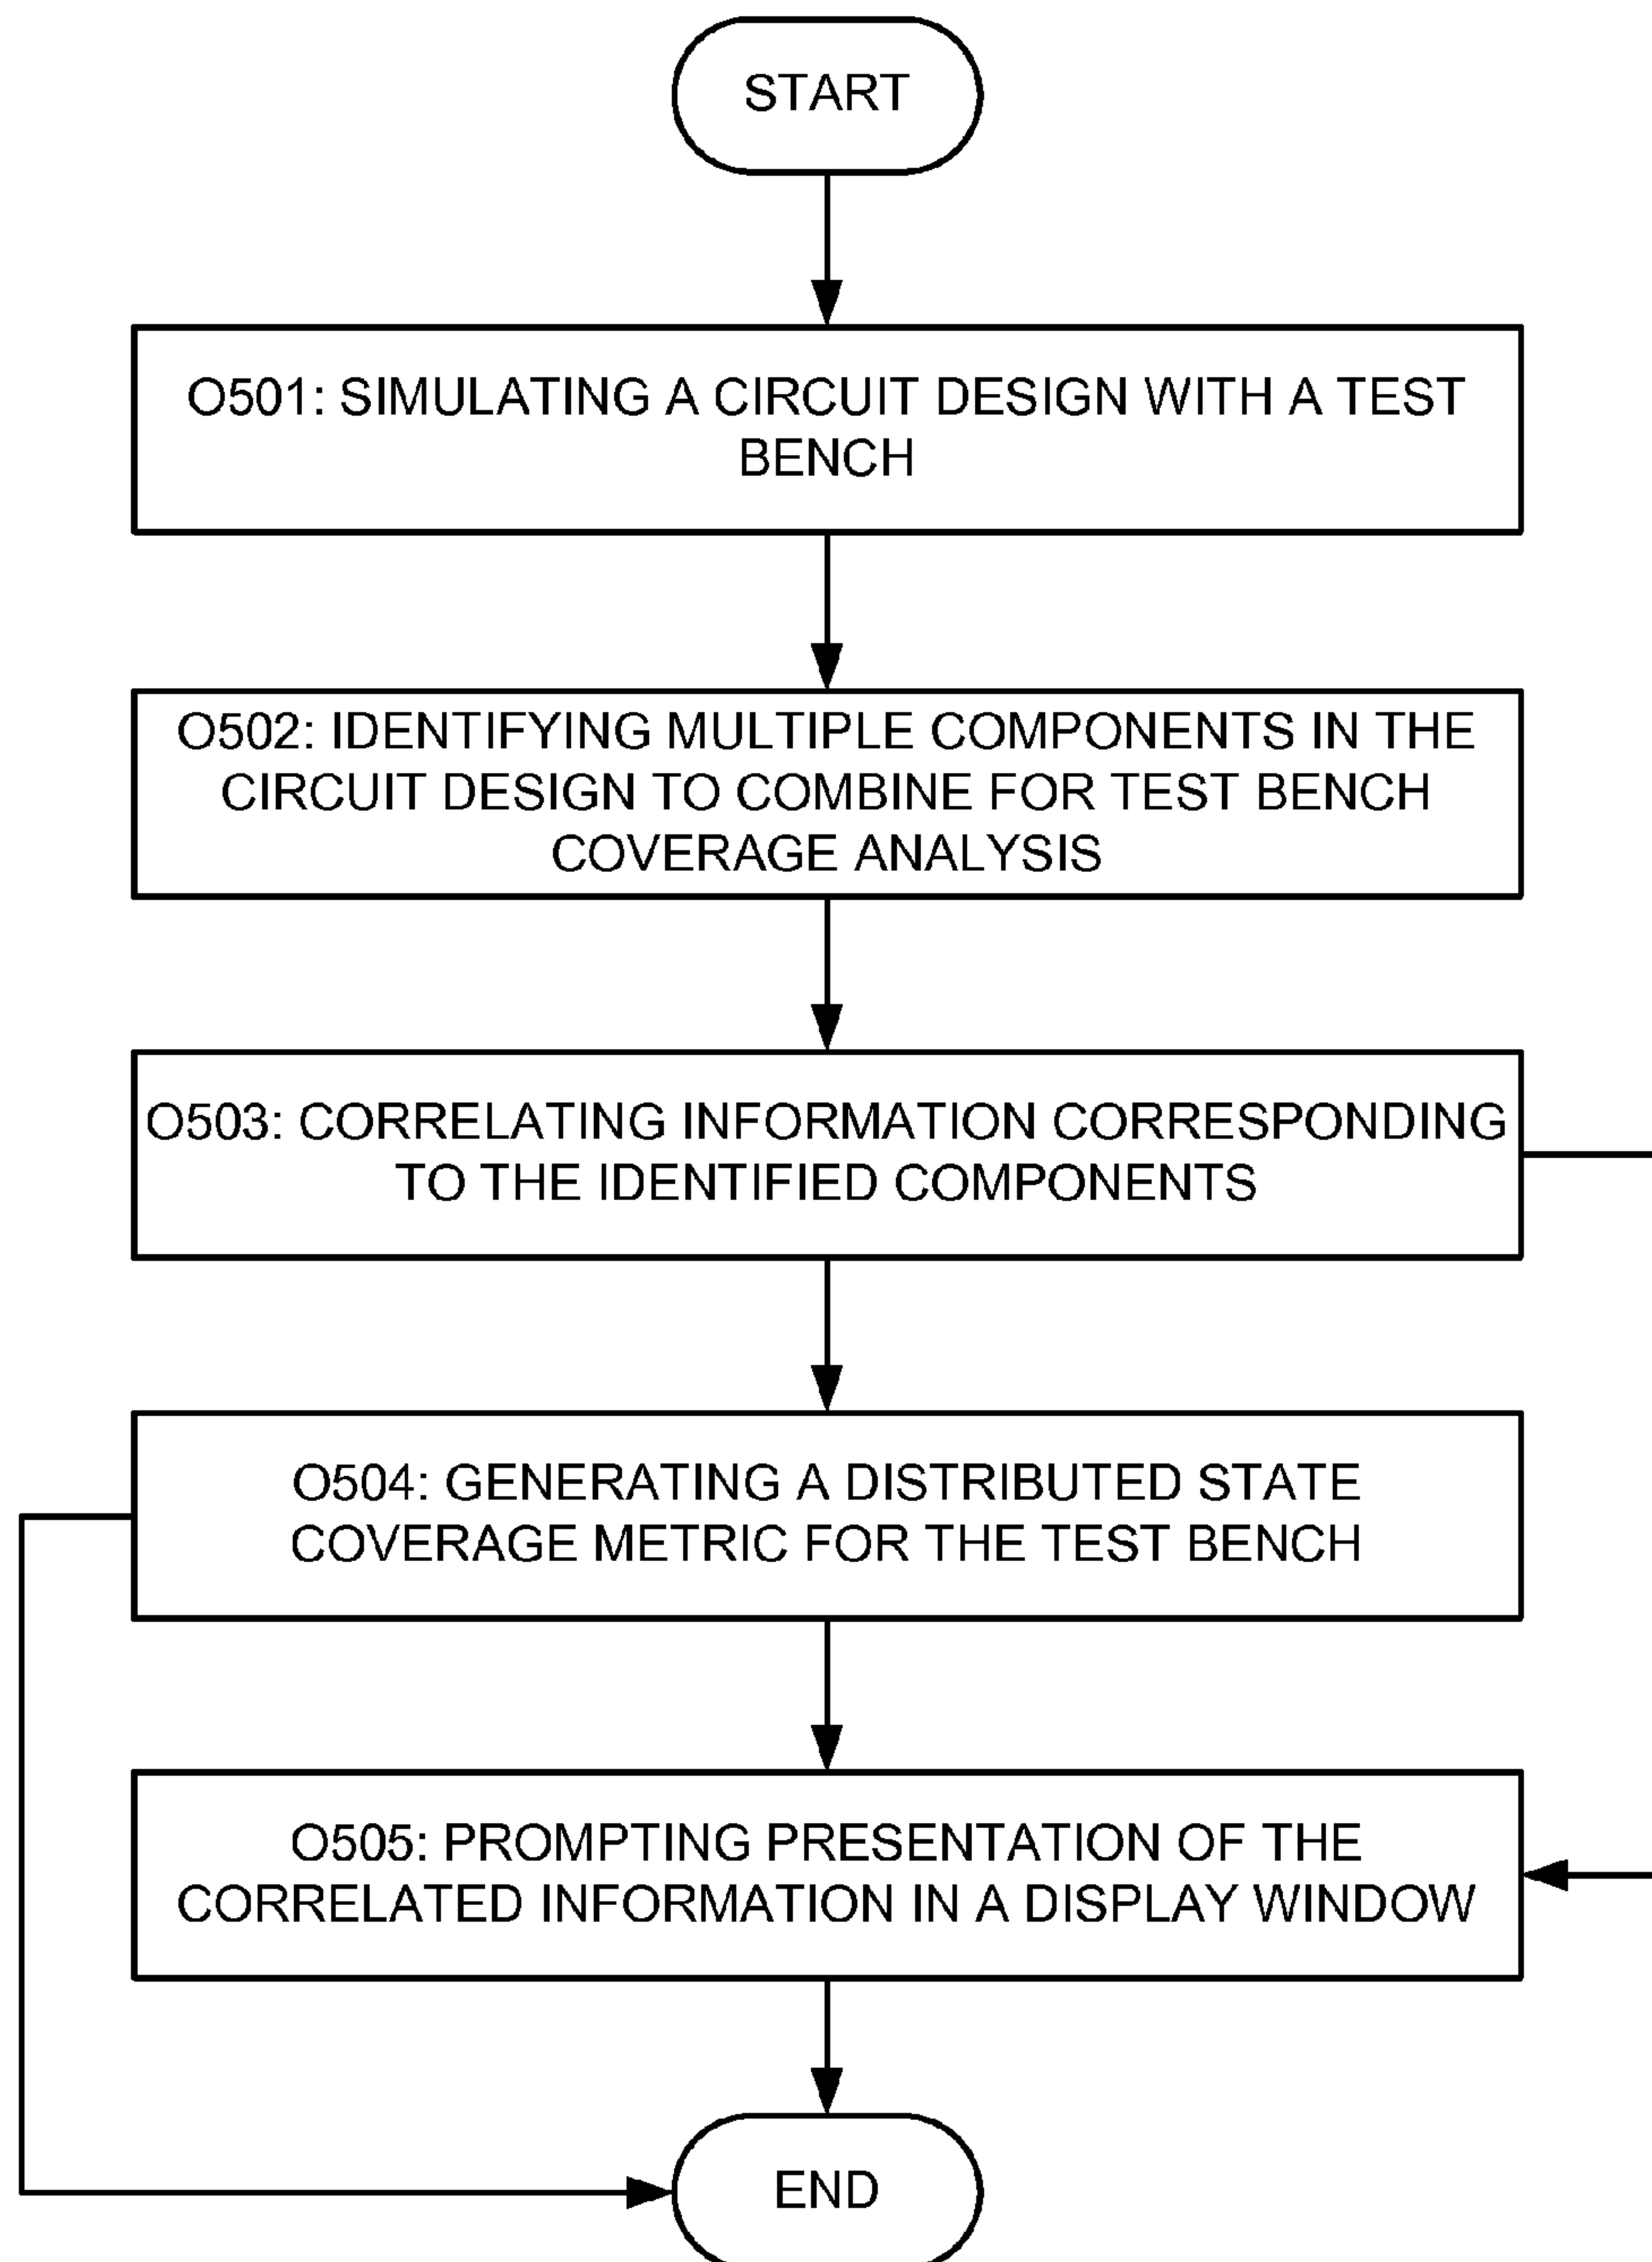 START
O501: SIMULATING A CIRCUIT DESIGN WITH A TEST
BENCH
O502: IDENTIFYING MULTIPLE COMPONENTS IN THE
CIRCUIT DESIGN TO COMBINE FOR TEST BENCH
COVERAGE ANALYSIS
O503: CORRELATING INFORMATION CORRESPONDING
TO THE IDENTIFIED COMPONENTS
O504: GENERATING A DISTRIBUTED STATE
COVERAGE METRIC FOR THE TEST BENCH
O505: PROMPTING PRESENTATION OF THE
CORRELATED INFORMATION IN A DISPLAY WINDOW
END